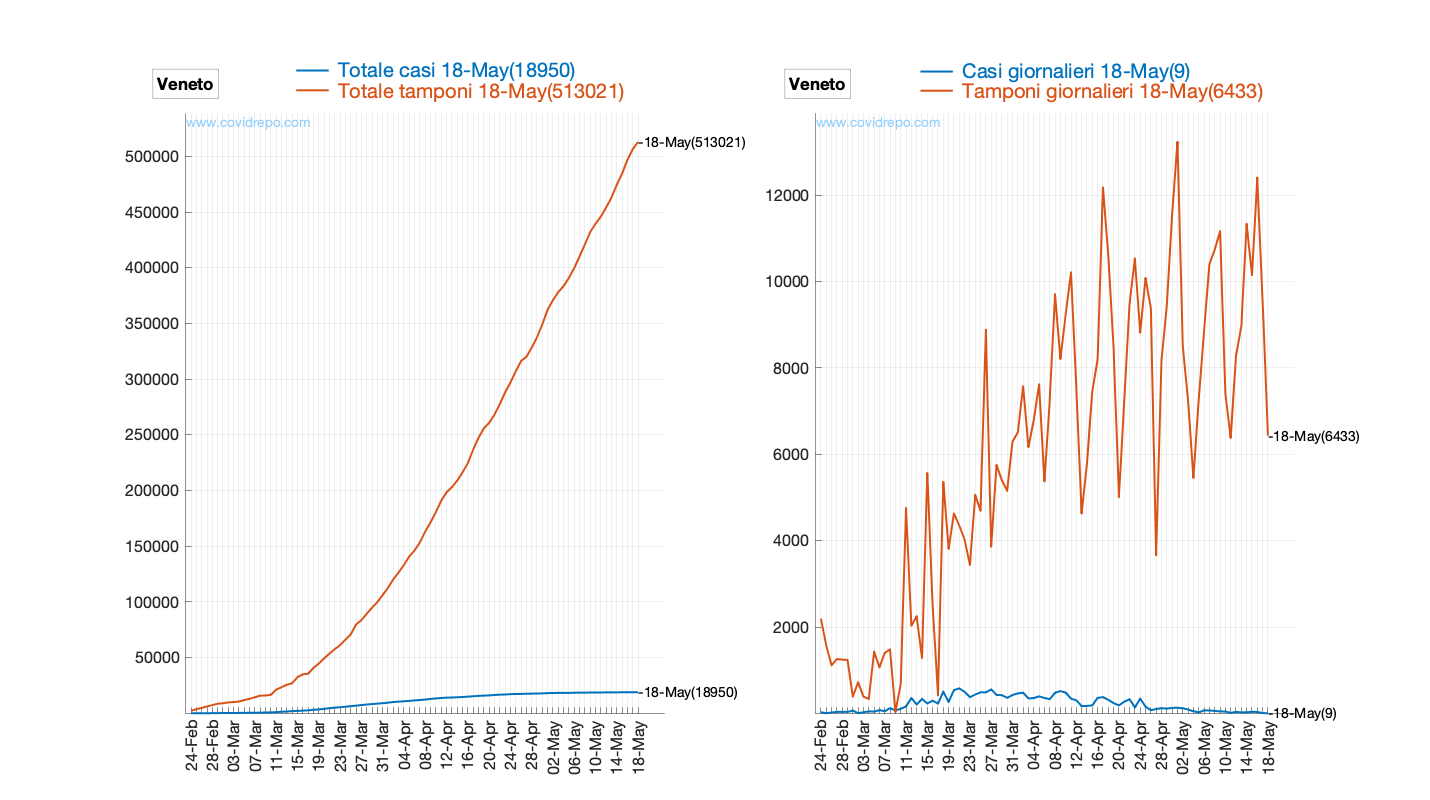 Veneto
Totale casi 18-May(18950)
Totale tamponi 18-May(513021)
www.covidrepo.com
500000
450000
400000
350000
300000
250000
200000
150000
100000
50000
18-May(513021)
18-May(18950)
24-Feb
28-Feb
03-Mar
07-Mar
11-Mar
15-Mar
19-Mar
23-Mar
27-Mar
31-Mar
04-Apr
08-Apr
12-Apr
16-Apr
20-Apr
24-Apr
28-Apr
02-May
06-May
10-May
14-May
18-May
Veneto
Casi giornalieri 18-May(9)
Tamponi giornalieri 18-May(6433)
www.covidrepo.com
12000
10000
8000
6000
4000
2000
18-May(6433)
18-May(9)
24-Feb
28-Feb
03-Mar
07-Mar
11-Mar
15-Mar
19-Mar
23-Mar
27-Mar
31-Mar
04-Apr
08-Apr
12-Apr
16-Apr
20-Apr
24-Apr
28-Apr
02-May
06-May
10-May
14-May
18-May